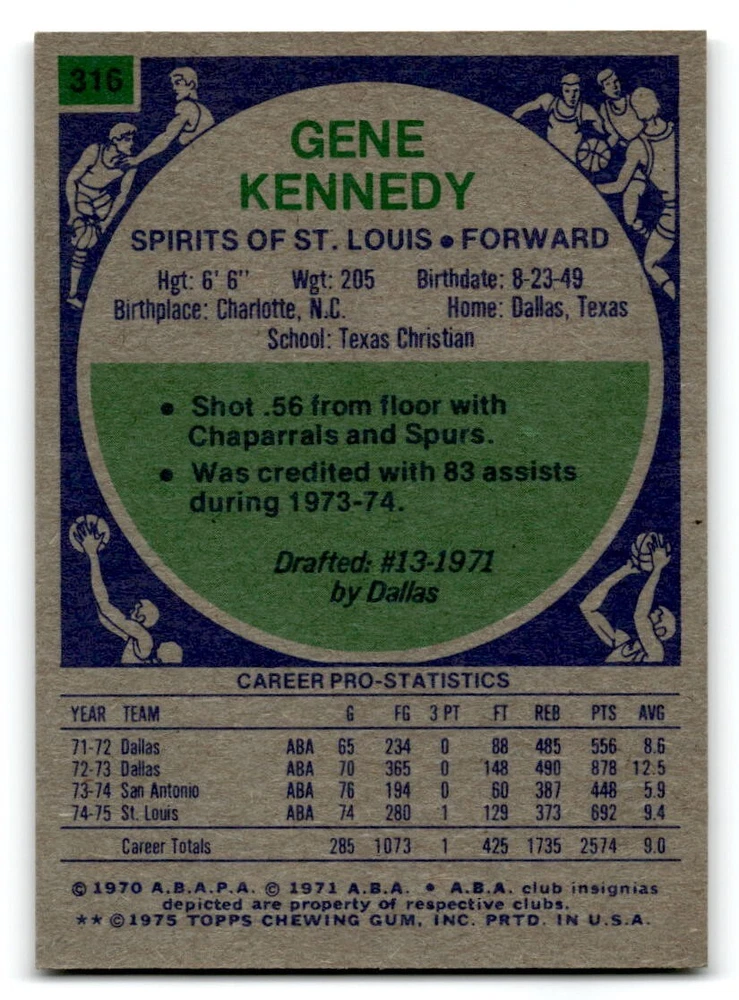 316
GENE
KENNEDY
SPIRITS OF ST. LOUIS • FORWARD
Hgt: 6' 6" Wgt: 205 Birthdate: 8-23-49
Birthplace: Charlotte, N.C. Home: Dallas, Texas
School: Texas Christian
• Shot .56 from floor with
Chaparrals and Spurs.
• Was credited with 83 assists
during 1973-74.
Drafted: #13-1971
by Dallas
CAREER PRO-STATISTICS
YEAR TEAM G FG 3 PT FT REB PTS AVG
71-72 Dallas ABA 65 234 0 88 485 556 8.6
72-73 Dallas ABA 70 365 0 148 490 878 12.5
73-74 San Antonio ABA 76 194 0 60 387 448 5.9
74-75 St. Louis ABA 74 280 1 129 373 692 9.4
Career Totals 285 1073 1 425 1735 2574 9.0
© 1970 A.B.A.P.A. © 1971 A.B.A. • A.B.A. club insignias
depicted are property of respective clubs.
** © 1975 TOPPS CHEWING GUM, INC. PRTD. IN U.S.A.